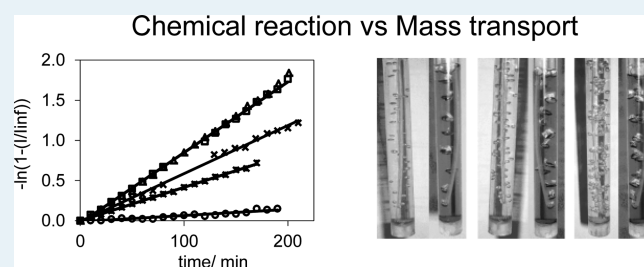 Chemical reaction vs Mass transport
-ln(1-(I/Iinf))
2.0
1.5
1.0
0.5
0.0
0
100
200
time/ min